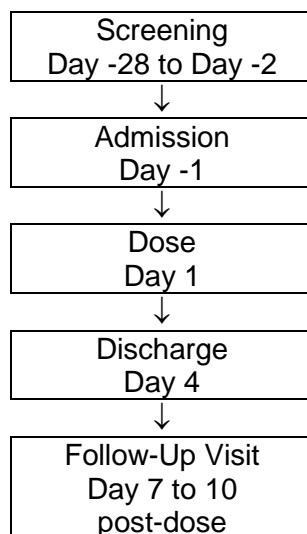 Screening
Day -28 to Day -2
Admission
Day -1
Dose
Day 1
Discharge
Day 4
Follow-Up Visit
Day 7 to 10
post-dose